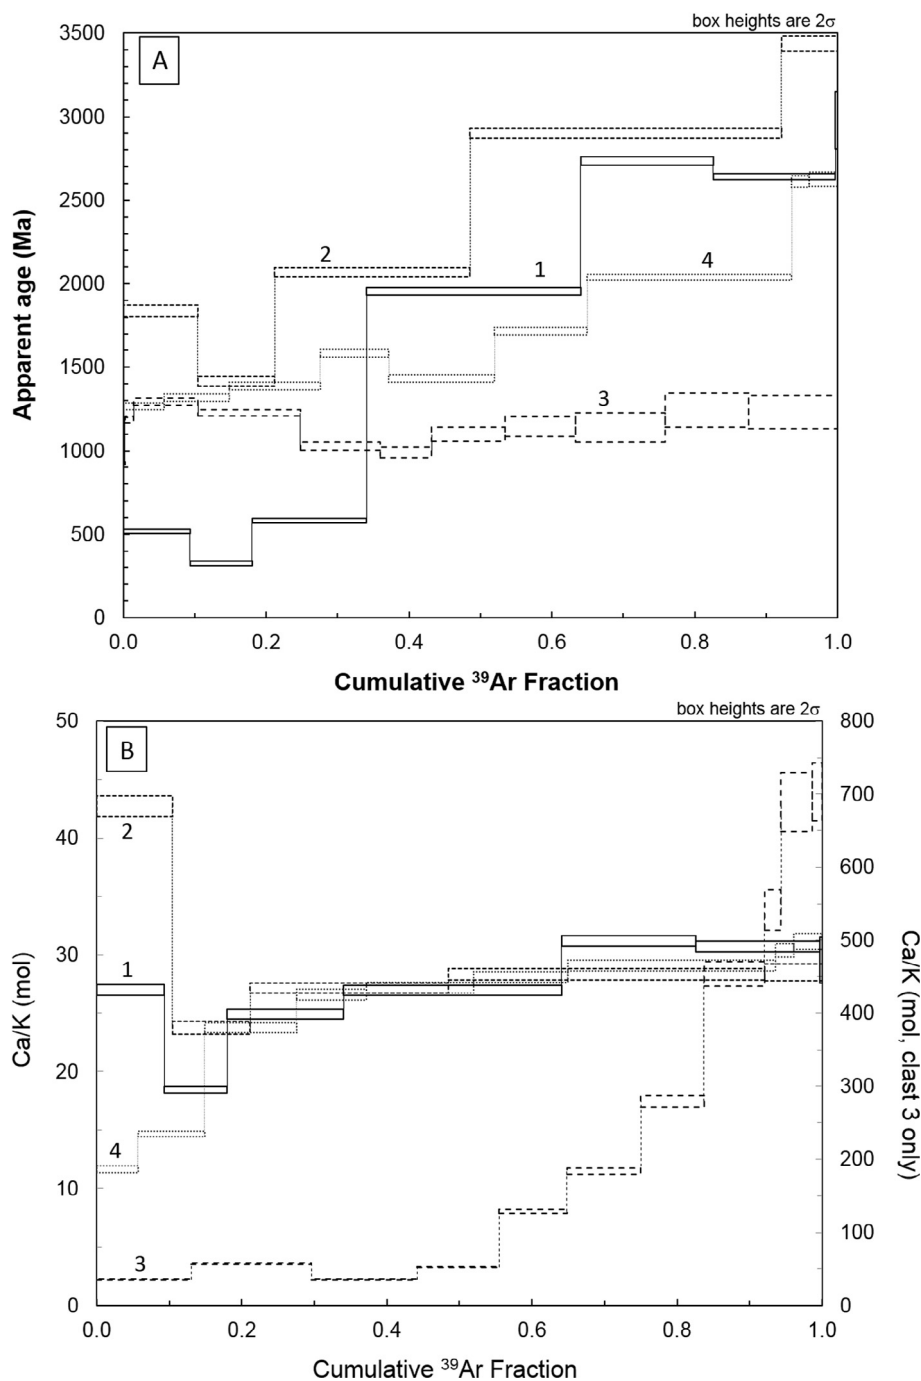 box heights are 2σ
A
3500
3000
2500
2000
1500
1000
500
0
Apparent age (Ma)
2
1
4
3
0.0 0.2 0.4 0.6 0.8 1.0
Cumulative ³⁹Ar Fraction
box heights are 2σ
B
50
40
30
20
10
0
Ca/K (mol)
2
1
4
3
800
700
600
500
400
300
200
100
0
Ca/K (mol, clast 3 only)
0.0 0.2 0.4 0.6 0.8 1.0
Cumulative ³⁹Ar Fraction